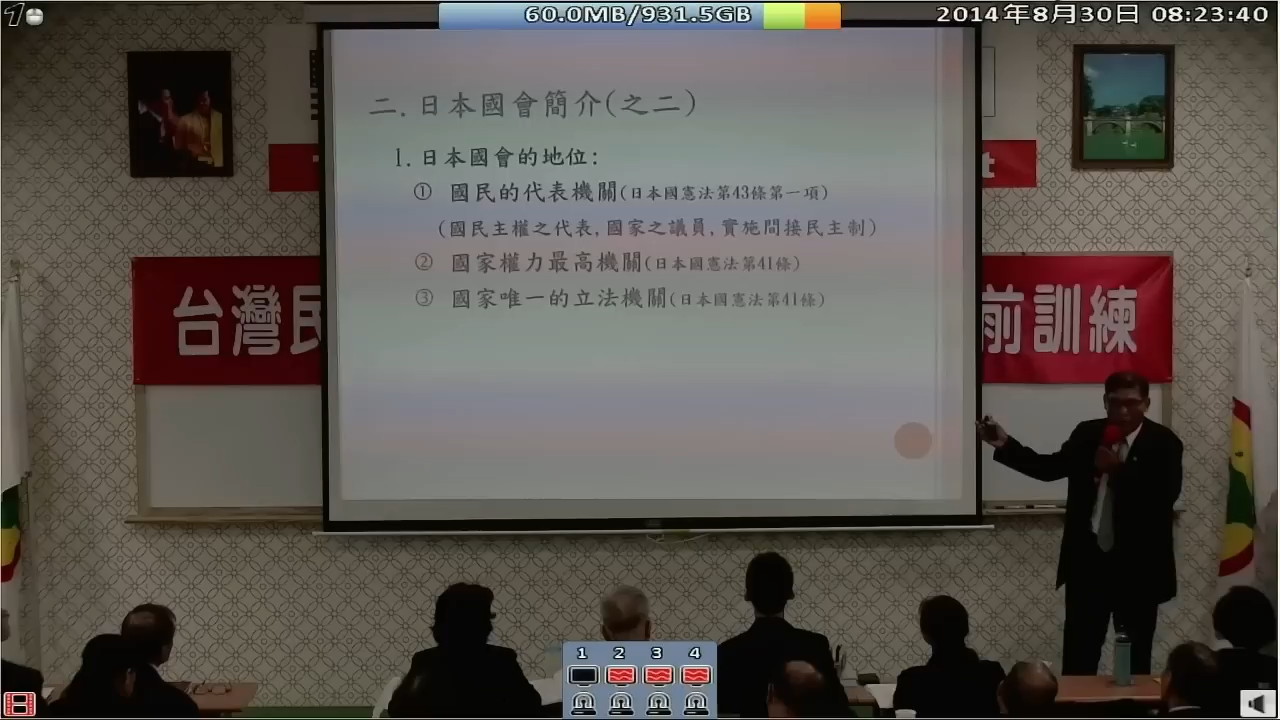 60.0MB/931.5GB
2014年8月30日 08:23:40
二. 日本國會簡介(之二)
1. 日本國會的地位:
① 國民的代表機關(日本國憲法第43條第一項)
(國民主權之代表, 國家之議員, 實施間接民主制)
② 國家權力最高機關(日本國憲法第41條)
③ 國家唯一的立法機關(日本國憲法第41條)
t
台灣民
前訓練
1 2 3 4